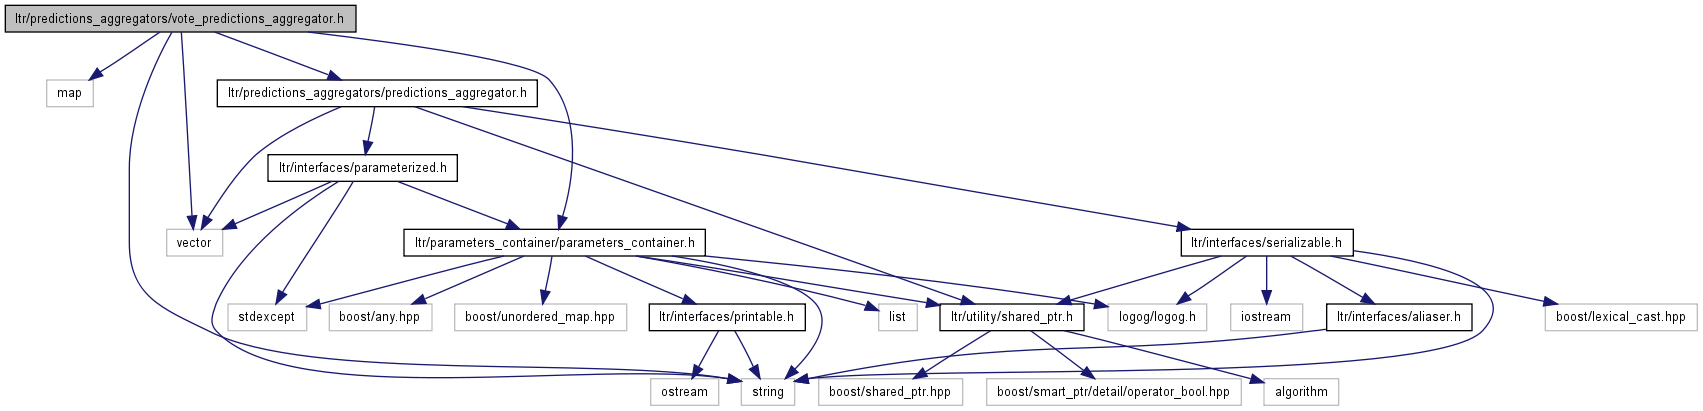 ltr/predictions_aggregators/vote_predictions_aggregator.h
map
ltr/predictions_aggregators/predictions_aggregator.h
ltr/interfaces/parameterized.h
vector
ltr/parameters_container/parameters_container.h
ltr/interfaces/serializable.h
stdexcept
boost/any.hpp
boost/unordered_map.hpp
ltr/interfaces/printable.h
list
ltr/utility/shared_ptr.h
logog/logog.h
iostream
ltr/interfaces/aliaser.h
boost/lexical_cast.hpp
ostream
string
boost/shared_ptr.hpp
boost/smart_ptr/detail/operator_bool.hpp
algorithm